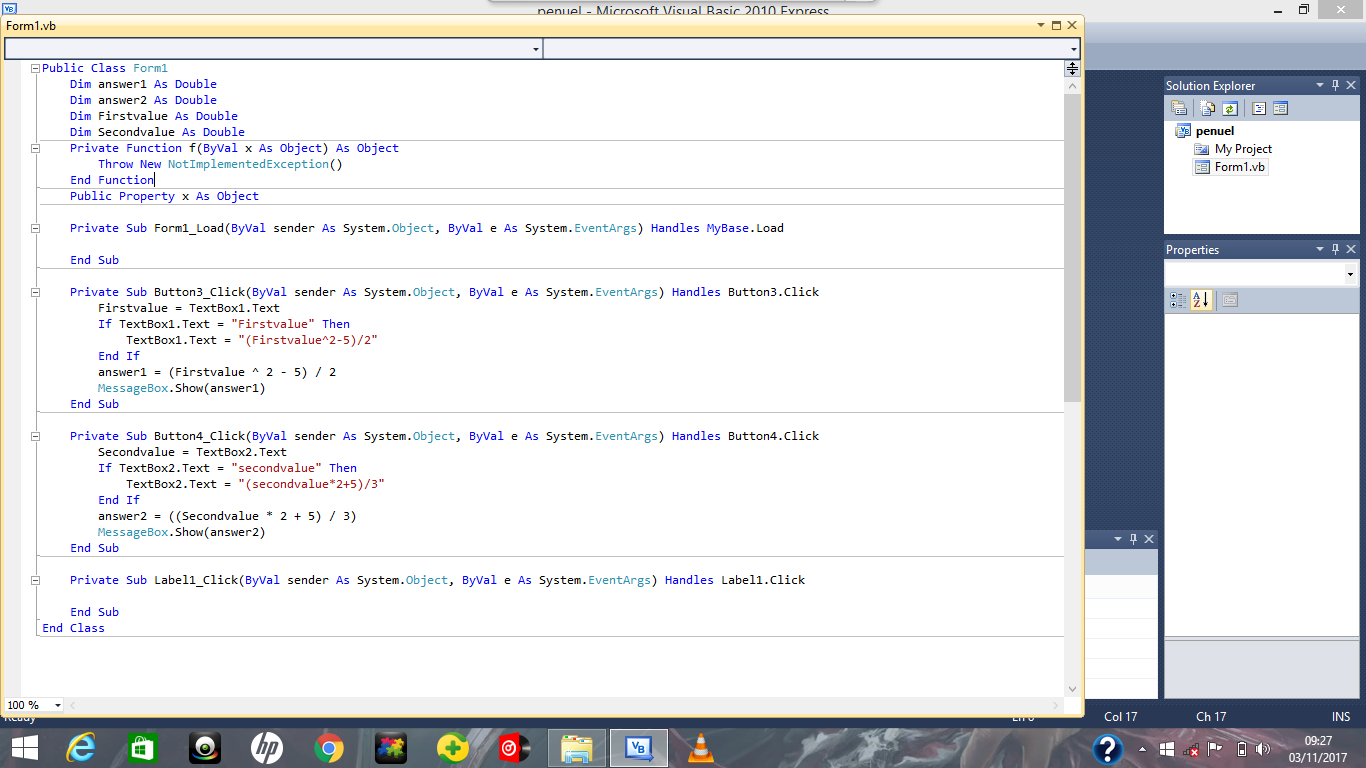 penuel - Microsoft Visual Basic 2010 Express
Form1.vb
Public Class Form1
Dim answer1 As Double
Dim answer2 As Double
Dim Firstvalue As Double
Dim Secondvalue As Double
Private Function f(ByVal x As Object) As Object
Throw New NotImplementedException()
End Function
Public Property x As Object
Private Sub Form1_Load(ByVal sender As System.Object, ByVal e As System.EventArgs) Handles MyBase.Load
End Sub
Private Sub Button3_Click(ByVal sender As System.Object, ByVal e As System.EventArgs) Handles Button3.Click
Firstvalue = TextBox1.Text
If TextBox1.Text = "Firstvalue" Then
TextBox1.Text = "(Firstvalue^2-5)/2"
End If
answer1 = (Firstvalue ^ 2 - 5) / 2
MessageBox.Show(answer1)
End Sub
Private Sub Button4_Click(ByVal sender As System.Object, ByVal e As System.EventArgs) Handles Button4.Click
Secondvalue = TextBox2.Text
If TextBox2.Text = "secondvalue" Then
TextBox2.Text = "(secondvalue*2+5)/3"
End If
answer2 = ((Secondvalue * 2 + 5) / 3)
MessageBox.Show(answer2)
End Sub
Private Sub Label1_Click(ByVal sender As System.Object, ByVal e As System.EventArgs) Handles Label1.Click
End Sub
End Class
100 %
Solution Explorer
penuel
My Project
Form1.vb
Properties
Ready
Col 17
Ch 17
INS
09:27
03/11/2017